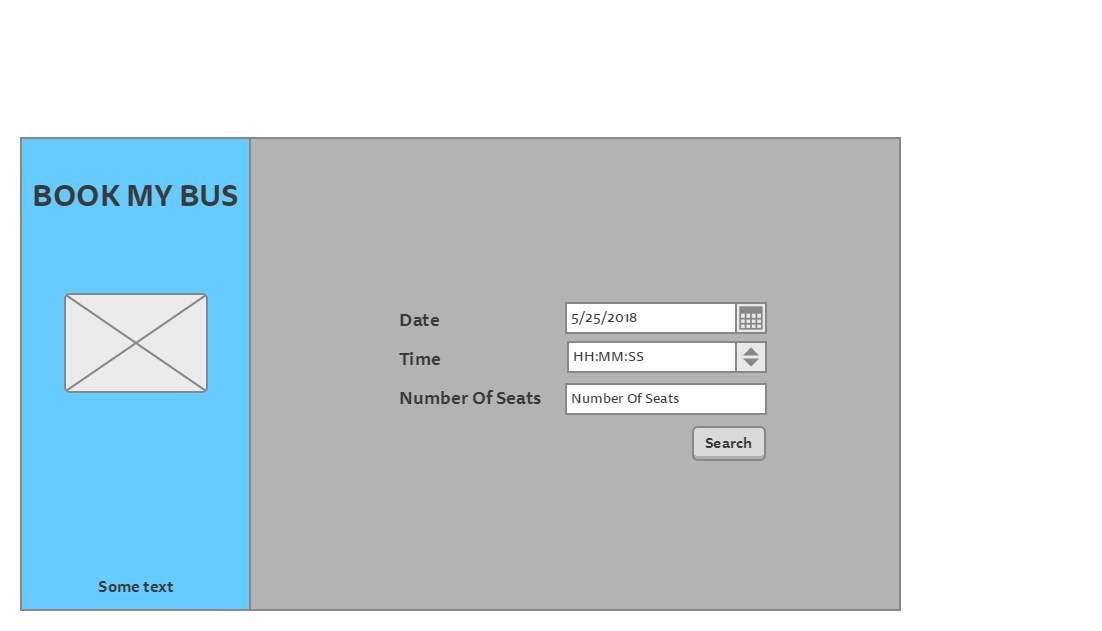 BOOK MY BUS
Some text
Date
5/25/2018
Time
HH:MM:SS
Number Of Seats
Number Of Seats
Search